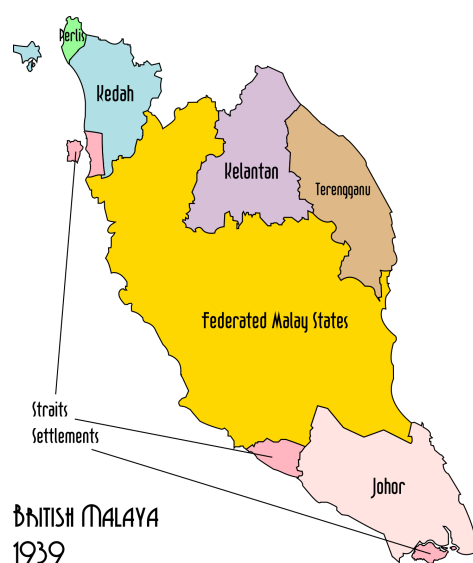 Perlis
Kedah
Kelantan
Terengganu
Federated Malay States
Straits
Settlements
Johor
BRITISH MALAYA
1939